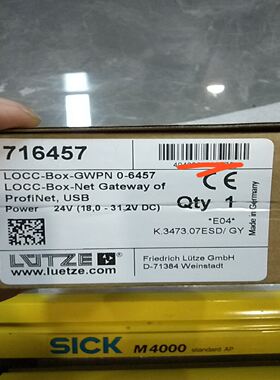 716457
LOCC-Box-GWPN 0-6457
LOCC-Box-Net Gateway of
ProfiNet, USB
Power 24V (18,0 - 31,2V DC)
CE
Qty 1
Made in Germany
*E04*
K.3473.07ESD/ GY
LÜTZE
www.luetze.com
Friedrich Lütze GmbH
D-71384 Weinstadt
SICK M4000 standard A/P